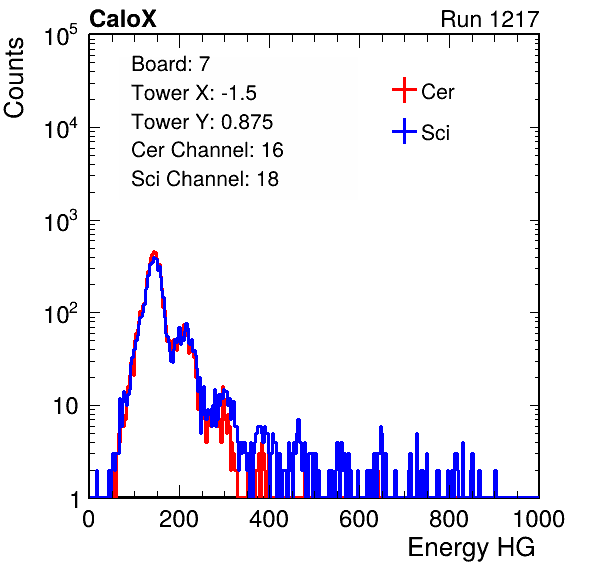 CaloX Run 1217
Counts
Board: 7
Tower X: -1.5
Tower Y: 0.875
Cer Channel: 16
Sci Channel: 18
Cer
Sci
10^5
10^4
10^3
10^2
10
1
0 200 400 600 800 1000
Energy HG